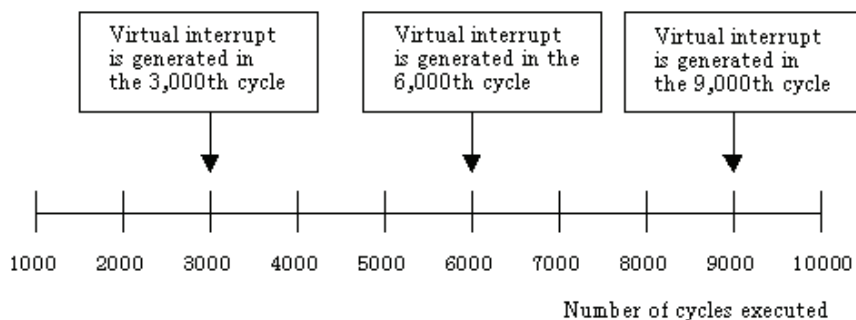 Virtual interrupt
is generated in
the 3,000th cycle
Virtual interrupt
is generated in the
6,000th cycle
Virtual interrupt
is generated in
the 9,000th cycle
1000 2000 3000 4000 5000 6000 7000 8000 9000 10000
Number of cycles executed